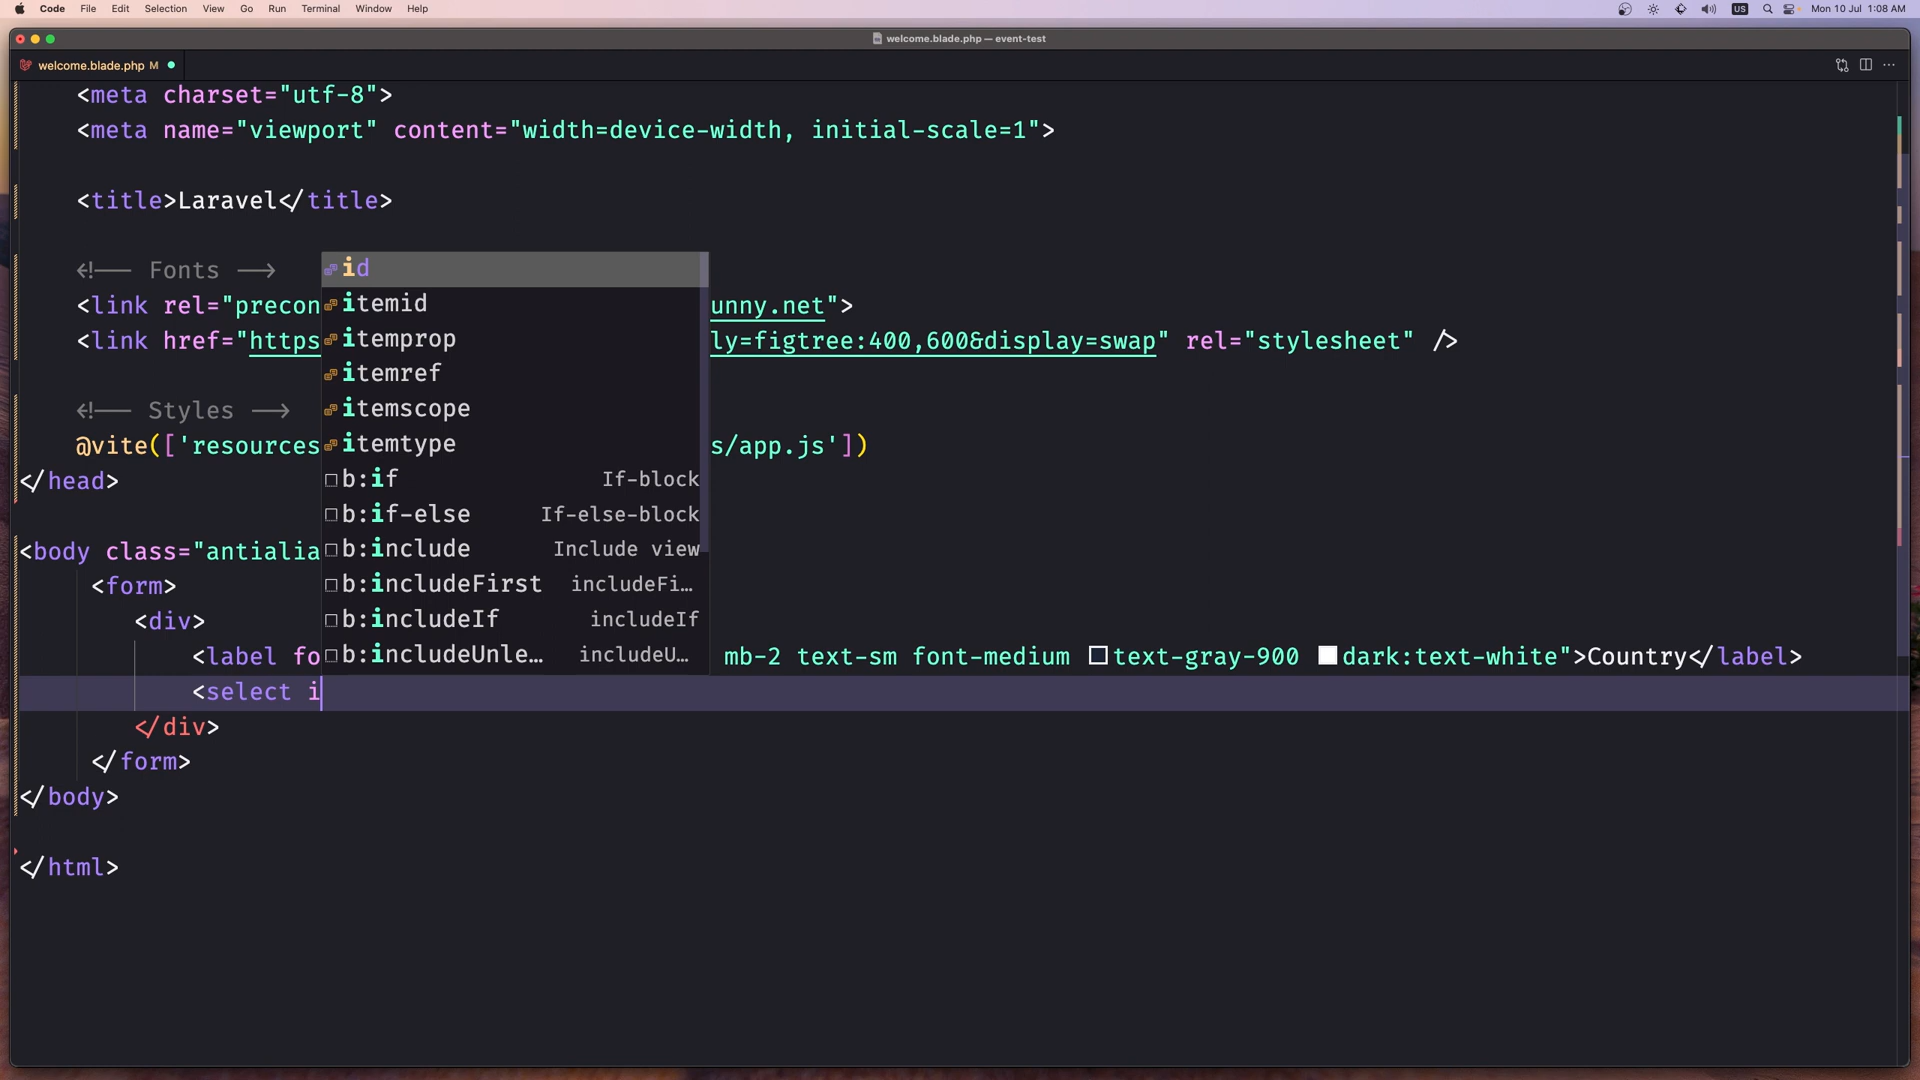 Code File Edit Selection View Go Run Terminal Window Help US Mon 10 Jul 1:08 AM
welcome.blade.php — event-test
welcome.blade.php M
<meta charset="utf-8">
<meta name="viewport" content="width=device-width, initial-scale=1">
<title>Laravel</title>
<!-- Fonts -->
<link rel="precon unny.net">
<link href="https ly=figtree:400,600&display=swap" rel="stylesheet" />
<!-- Styles -->
@vite(['resources s/app.js'])
</head>
<body class="antialia
<form>
<div>
<label fo mb-2 text-sm font-medium text-gray-900 dark:text-white">Country</label>
<select i
</div>
</form>
</body>
</html>
id
itemid
itemprop
itemref
itemscope
itemtype
b:if If-block
b:if-else If-else-block
b:include Include view
b:includeFirst includeFi…
b:includeIf includeIf
b:includeUnle… includeU…